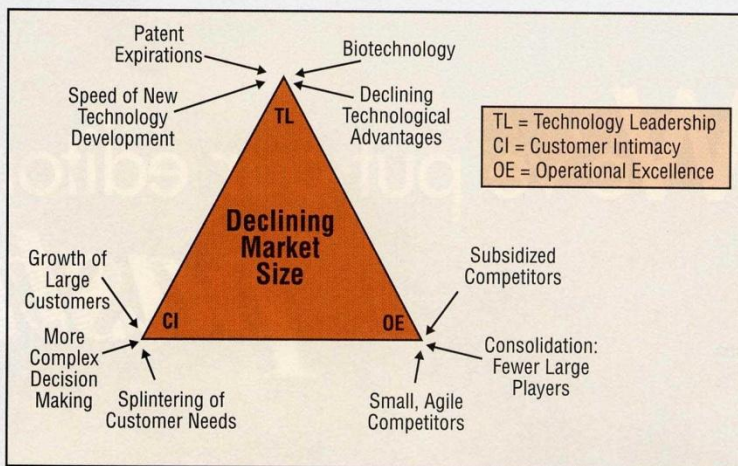 Patent
Expirations
Biotechnology
Speed of New
Technology
Development
Declining
Technological
Advantages
TL
TL = Technology Leadership
CI = Customer Intimacy
OE = Operational Excellence
Declining
Market
Size
Growth of
Large
Customers
CI
More
Complex
Decision
Making
Splintering of
Customer Needs
OE
Subsidized
Competitors
Consolidation:
Fewer Large
Players
Small, Agile
Competitors